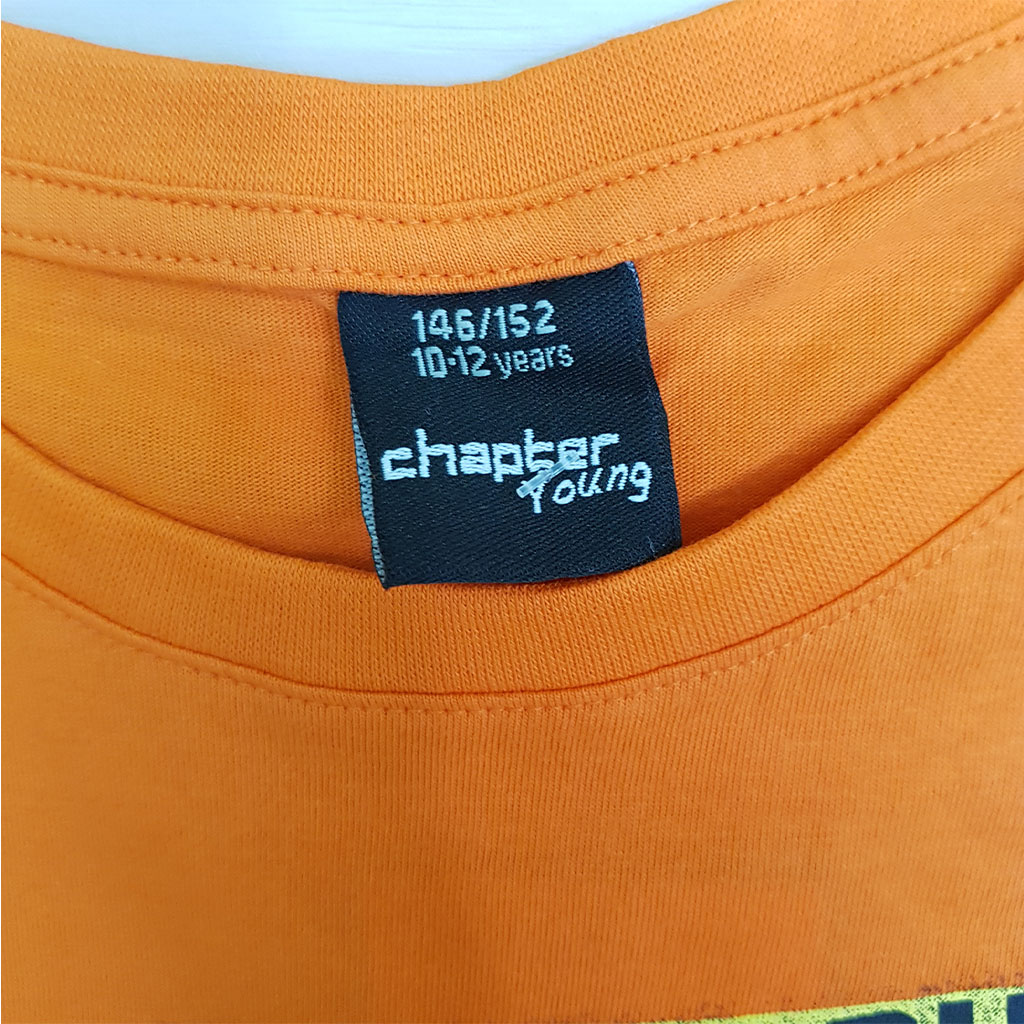 146/152
10-12 years
chapter
Young